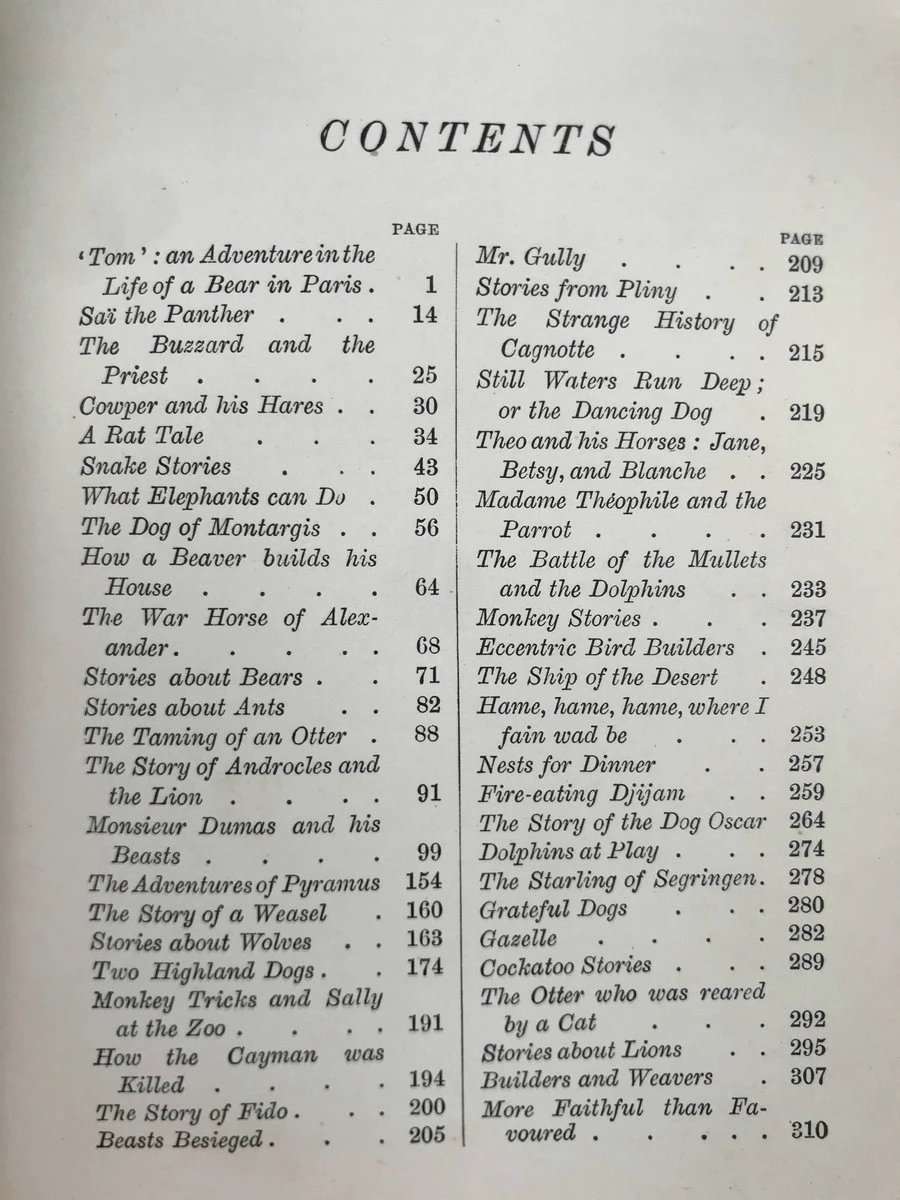 CONTENTS
PAGE
‘Tom’ : an Adventure in the
Life of a Bear in Paris . 1
Saï the Panther . . . 14
The Buzzard and the
Priest . . . . 25
Cowper and his Hares . . 30
A Rat Tale . . . 34
Snake Stories . . . 43
What Elephants can Do . 50
The Dog of Montargis . . 56
How a Beaver builds his
House . . . . 64
The War Horse of Alex-
ander . . . . . 68
Stories about Bears . . 71
Stories about Ants . . 82
The Taming of an Otter . 88
The Story of Androcles and
the Lion . . . . 91
Monsieur Dumas and his
Beasts . . . . 99
The Adventures of Pyramus 154
The Story of a Weasel . 160
Stories about Wolves . . 163
Two Highland Dogs . . 174
Monkey Tricks and Sally
at the Zoo . . . . 191
How the Cayman was
Killed . . . . 194
The Story of Fido . . . 200
Beasts Besieged . . . 205
PAGE
Mr. Gully . . . . 209
Stories from Pliny . . 213
The Strange History of
Cagnotte . . . . 215
Still Waters Run Deep ;
or the Dancing Dog . 219
Theo and his Horses : Jane,
Betsy, and Blanche . . 225
Madame Théophile and the
Parrot . . . . 231
The Battle of the Mullets
and the Dolphins . . 233
Monkey Stories . . . 237
Eccentric Bird Builders . 245
The Ship of the Desert . 248
Hame, hame, hame, where I
fain wad be . . . 253
Nests for Dinner . . 257
Fire-eating Djijam . . 259
The Story of the Dog Oscar 264
Dolphins at Play . . . 274
The Starling of Segringen . 278
Grateful Dogs . . . 280
Gazelle . . . . 282
Cockatoo Stories . . . 289
The Otter who was reared
by a Cat . . . 292
Stories about Lions . . 295
Builders and Weavers . 307
More Faithful than Fa-
voured . . . . . 310